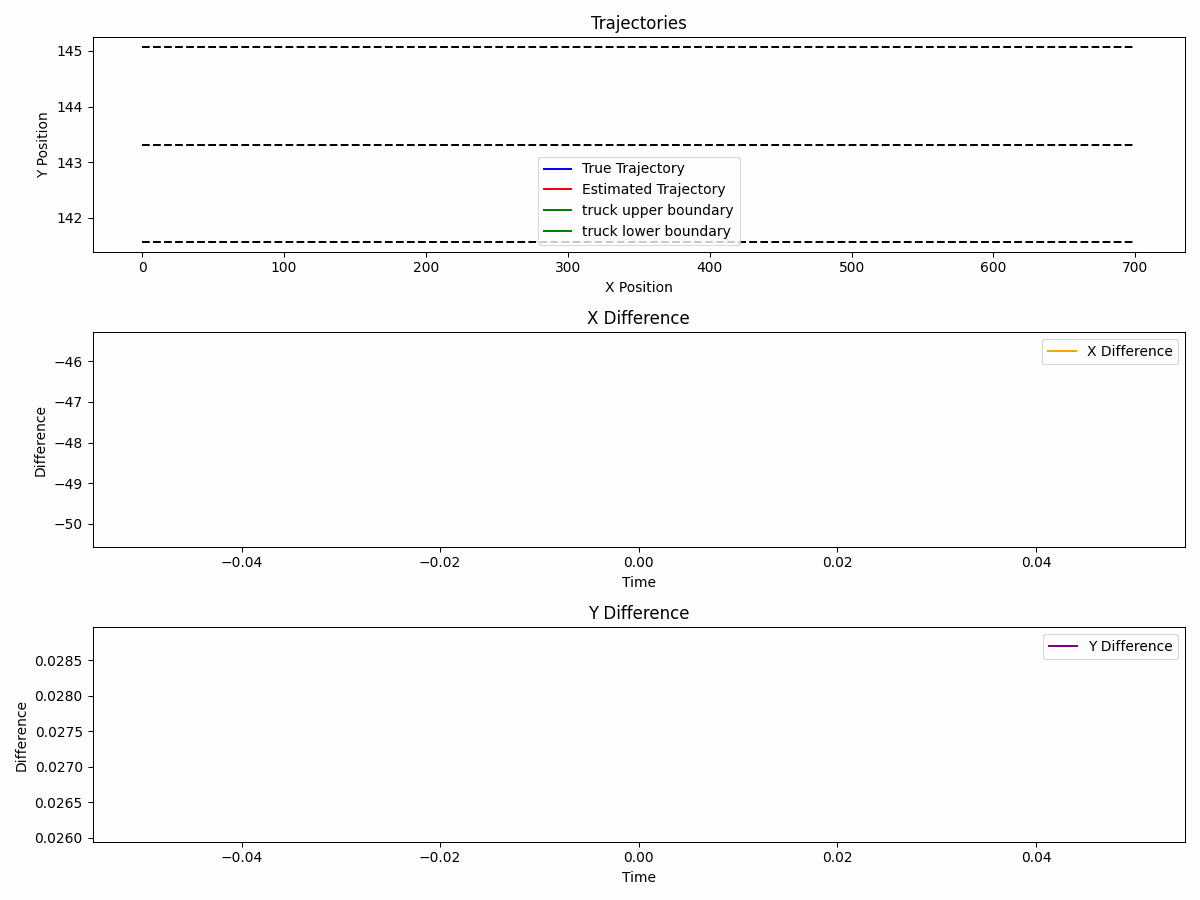 Trajectories
145
144
143
142
Y Position
True Trajectory
Estimated Trajectory
truck upper boundary
truck lower boundary
0 100 200 300 400 500 600 700
X Position
X Difference
−46
−47
−48
−49
−50
Difference
X Difference
−0.04 −0.02 0.00 0.02 0.04
Time
Y Difference
0.0285
0.0280
0.0275
0.0270
0.0265
0.0260
Difference
Y Difference
−0.04 −0.02 0.00 0.02 0.04
Time